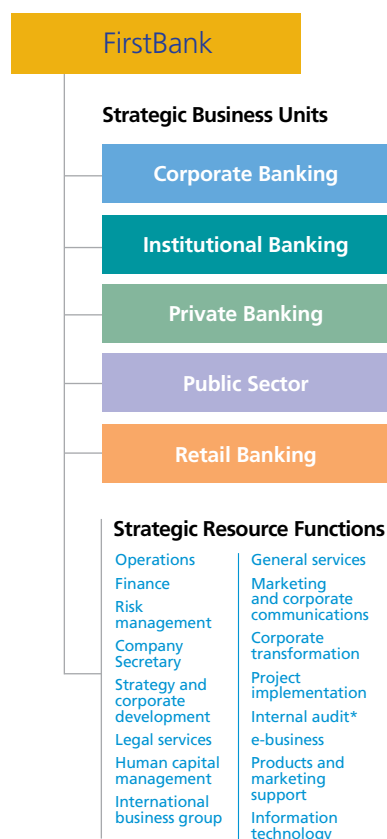 FirstBank
Strategic Business Units
Corporate Banking
Institutional Banking
Private Banking
Public Sector
Retail Banking
Strategic Resource Functions
Operations
Finance
Risk
management
Company
Secretary
Strategy and
corporate
development
Legal services
Human capital
management
International
business group
General services
Marketing
and corporate
communications
Corporate
transformation
Project
implementation
Internal audit*
e-business
Products and
marketing
support
Information
technology